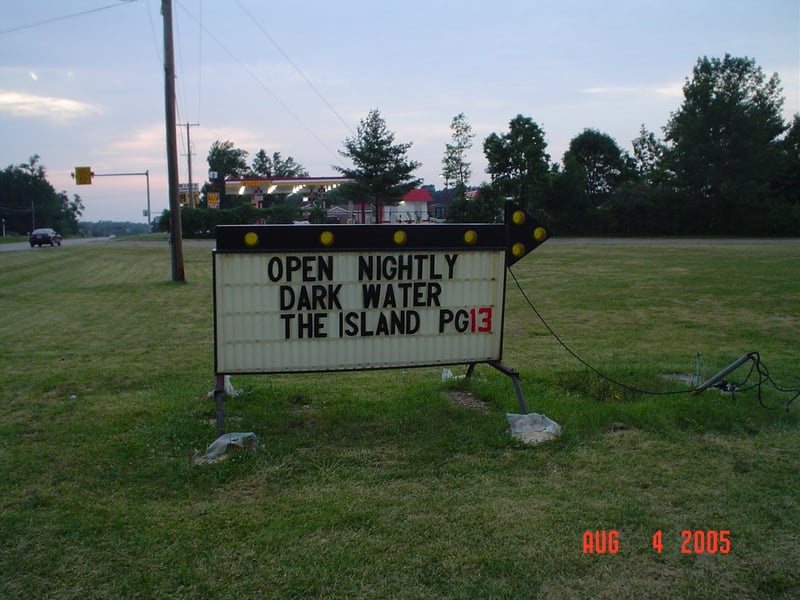 OPEN NIGHTLY
DARK WATER
THE ISLAND PG13
AUG 4 2005